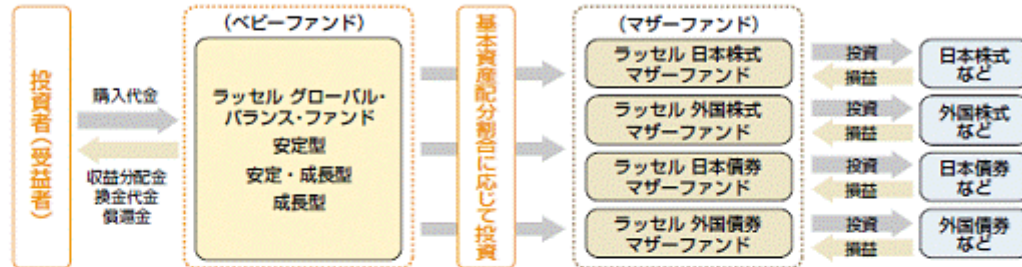 投資者(受益者)
購入代金
収益分配金
換金代金
償還金
(ベビーファンド)
ラッセル グローバル・
バランス・ファンド
安定型
安定・成長型
成長型
基本資産配分割合に応じて投資
(マザーファンド)
ラッセル 日本株式
マザーファンド
投資
損益
日本株式
など
ラッセル 外国株式
マザーファンド
投資
損益
外国株式
など
ラッセル 日本債券
マザーファンド
投資
損益
日本債券
など
ラッセル 外国債券
マザーファンド
投資
損益
外国債券
など